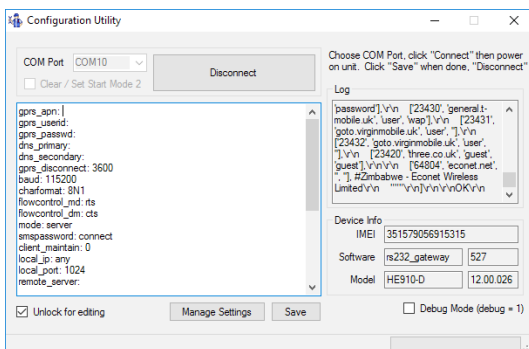 Configuration Utility
COM Port
COM10
Clear / Set Start Mode 2
Disconnect
Choose COM Port, click "Connect" then power
on unit. Click "Save" when done, "Disconnect"
gprs_apn:
gprs_userid:
gprs_passwd:
dns_primary:
dns_secondary:
gprs_disconnect: 3600
baud: 115200
charformat: 8N1
flowcontrol_md: rts
flowcontrol_dm: cts
mode: server
smspassword: connect
client_maintain: 0
local_ip: any
local_port: 1024
remote_server:
Log
'password'],\r\n ['23430', 'general.t-
mobile.uk', 'user', 'wap'],\r\n ['23431',
'goto.virginmobile.uk', 'user', ''],\r\n
['23432', 'goto.virginmobile.uk', 'user',
''],\r\n ['23420', 'three.co.uk', 'guest',
'guest'],\r\n\r\n ['64804', 'econet.net',
'', ''], #Zimbabwe - Econet Wireless
Limited\r\n """\r\n]\r\n\r\nOK\r\n
Device Info
IMEI 351579056915315
Software rs232_gateway 527
Model HE910-D 12.00.026
Unlock for editing
Manage Settings
Save
Debug Mode (debug = 1)